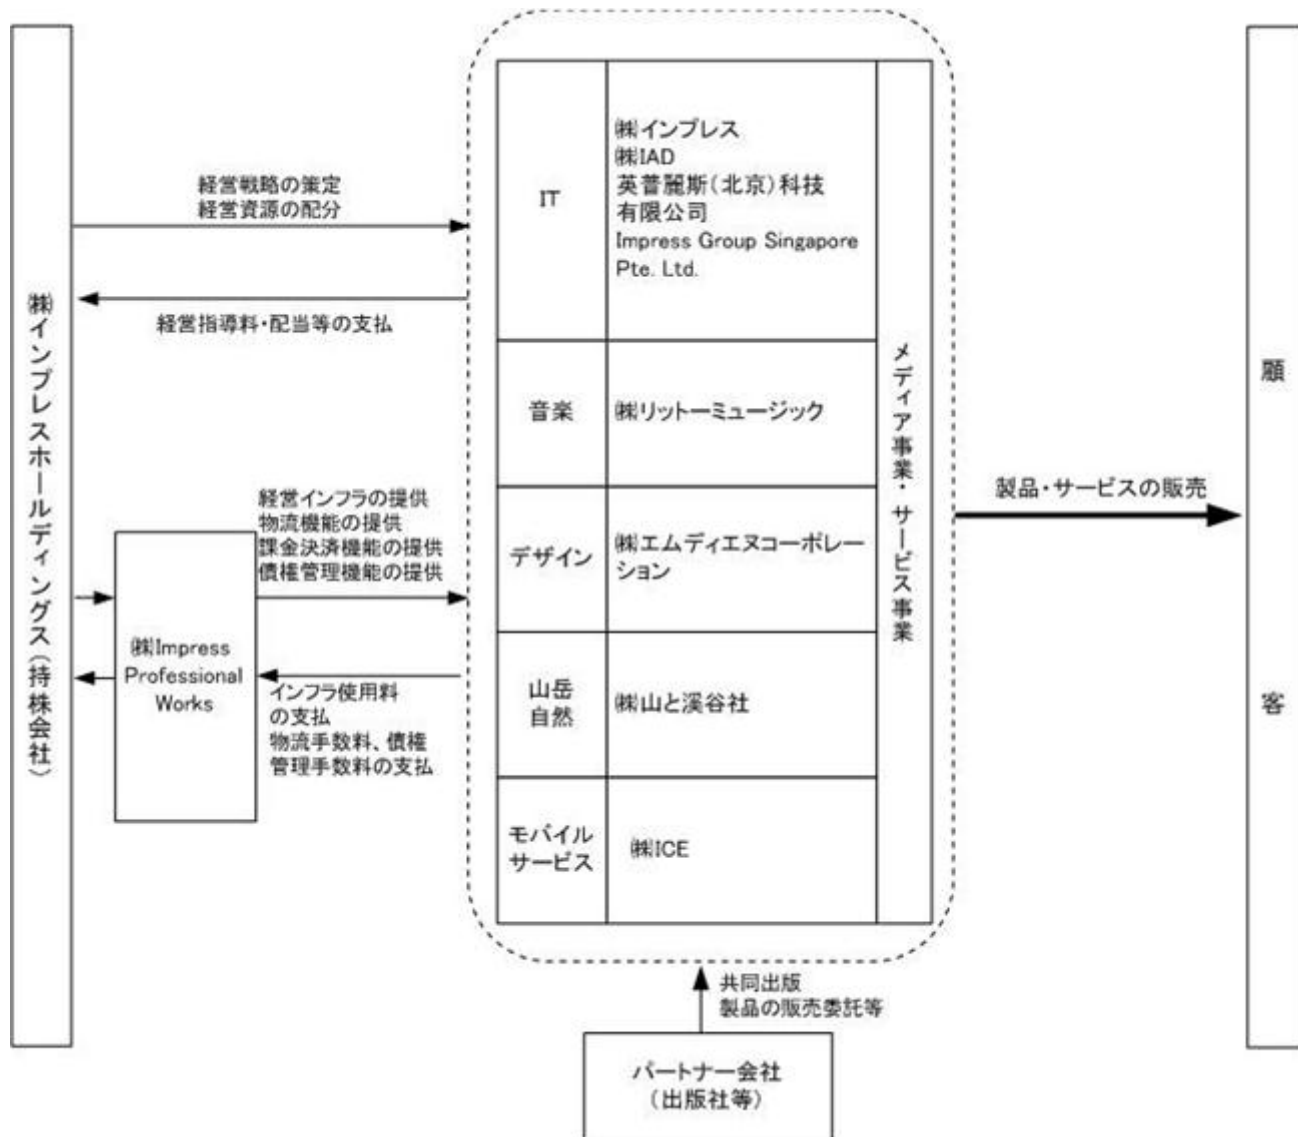 ㈱インプレスホールディングス（持株会社）
経営戦略の策定
経営資源の配分
経営指導料・配当等の支払
経営インフラの提供
物流機能の提供
課金決済機能の提供
債権管理機能の提供
㈱Impress
Professional
Works
インフラ使用料
の支払
物流手数料、債権
管理手数料の支払
IT
㈱インプレス
㈱IAD
英普麗斯（北京）科技
有限公司
Impress Group Singapore
Pte. Ltd.
音楽
㈱リットーミュージック
デザイン
㈱エムディエヌコーポレー
ション
山岳
自然
㈱山と溪谷社
モバイル
サービス
㈱ICE
メディア事業・サービス事業
製品・サービスの販売
顧客
共同出版
製品の販売委託等
パートナー会社
（出版社等）